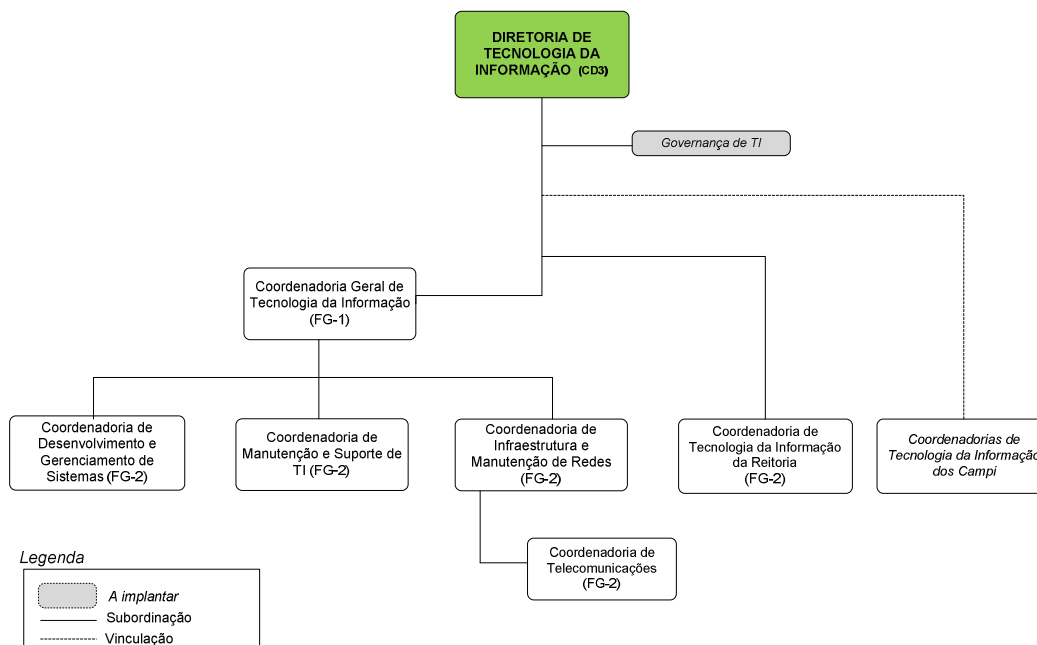 DIRETORIA DE
TECNOLOGIA DA
INFORMAÇÃO (CD3)
Governança de TI
Coordenadoria Geral de
Tecnologia da Informação
(FG-1)
Coordenadoria de
Desenvolvimento e
Gerenciamento de
Sistemas (FG-2)
Coordenadoria de
Manutenção e Suporte de
TI (FG-2)
Coordenadoria de
Infraestrutura e
Manutenção de Redes
(FG-2)
Coordenadoria de
Tecnologia da Informação
da Reitoria
(FG-2)
Coordenadorias de
Tecnologia da Informação
dos Campi
Coordenadoria de
Telecomunicações
(FG-2)
Legenda
A implantar
Subordinação
Vinculação